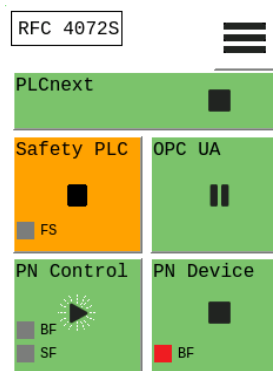 RFC 4072S
PLCnext
Safety PLC
OPC UA
FS
PN Control
PN Device
BF
BF
SF